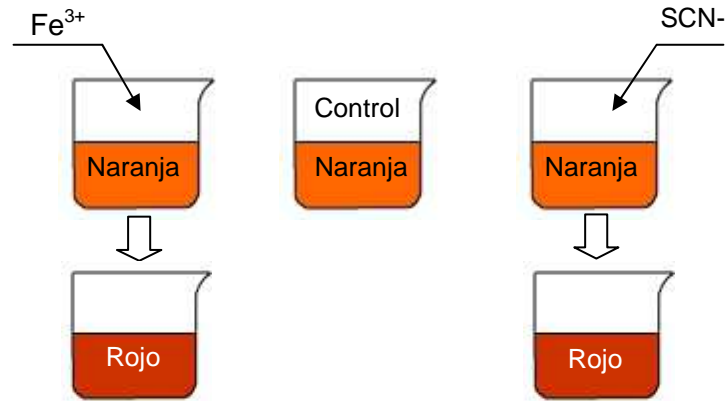 Fe³⁺
SCN-
Control
Naranja
Naranja
Naranja
Rojo
Rojo